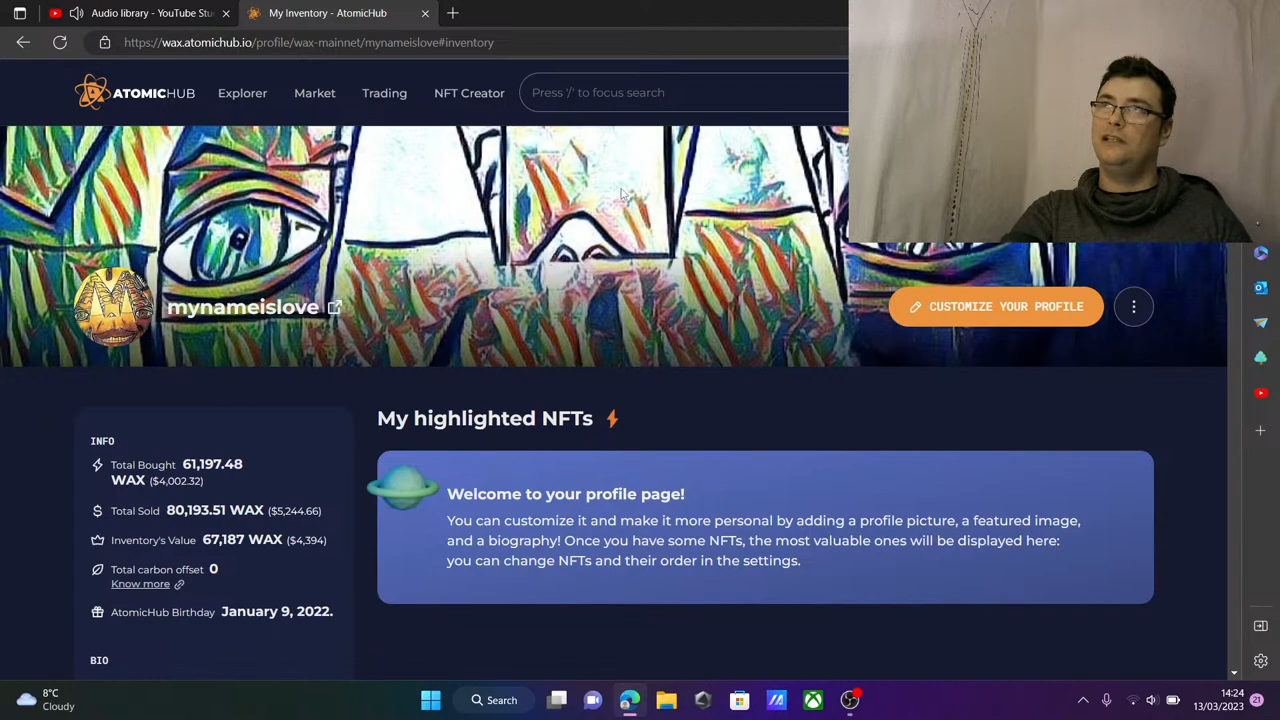 Audio library - YouTube Stu
My Inventory - AtomicHub
https://wax.atomichub.io/profile/wax-mainnet/mynameislove#inventory
ATOMICHUB
Explorer
Market
Trading
NFT Creator
Press '/' to focus search
mynameislove
CUSTOMIZE YOUR PROFILE
INFO
Total Bought 61,197.48
WAX ($4,002.32)
Total Sold 80,193.51 WAX ($5,244.66)
Inventory's Value 67,187 WAX ($4,394)
Total carbon offset 0
Know more
AtomicHub Birthday January 9, 2022.
BIO
My highlighted NFTs
Welcome to your profile page!
You can customize it and make it more personal by adding a profile picture, a featured image,
and a biography! Once you have some NFTs, the most valuable ones will be displayed here:
you can change NFTs and their order in the settings.
8°C
Cloudy
Search
14:24
13/03/2023
21